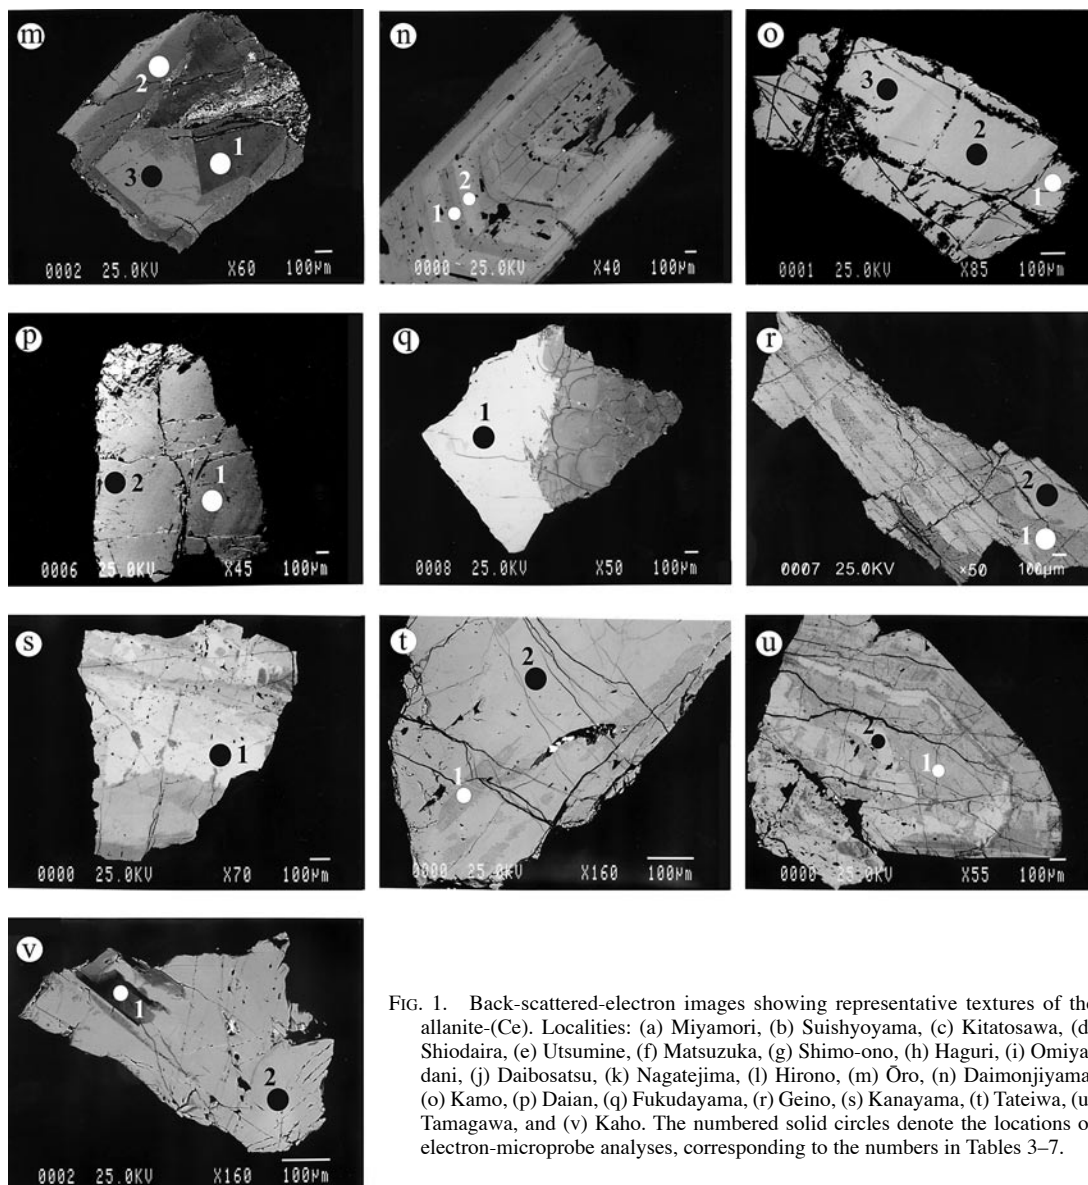 m
2
1
3
0002 25.0KV X60 100µm
n
2
1
0000 25.0KV X40 100µm
o
3
2
1
0001 25.0KV X85 100µm
p
2
1
0006 25.0KV X45 100µm
q
1
0008 25.0KV X50 100µm
r
2
1
0007 25.0KV ×50 100µm
s
1
0000 25.0KV X70 100µm
t
2
1
0000 25.0KV X160 100µm
u
2
1
0000 25.0KV X55 100µm
v
1
2
0002 25.0KV X160 100µm
FIG. 1. Back-scattered-electron images showing representative textures of the
allanite-(Ce). Localities: (a) Miyamori, (b) Suishyoyama, (c) Kitatosawa, (d
Shiodaira, (e) Utsumine, (f) Matsuzuka, (g) Shimo-ono, (h) Haguri, (i) Omiya
dani, (j) Daibosatsu, (k) Nagatejima, (l) Hirono, (m) Ōro, (n) Daimonjiyama
(o) Kamo, (p) Daian, (q) Fukudayama, (r) Geino, (s) Kanayama, (t) Tateiwa, (u
Tamagawa, and (v) Kaho. The numbered solid circles denote the locations o
electron-microprobe analyses, corresponding to the numbers in Tables 3–7.